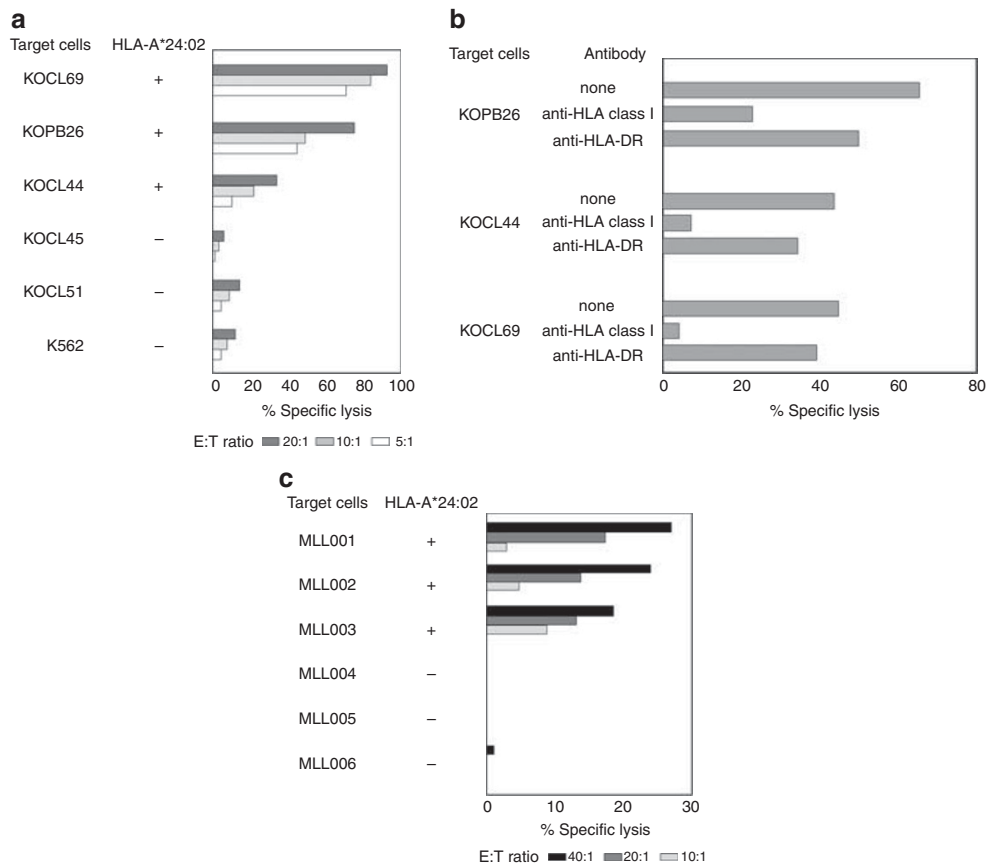 a
Target cells HLA-A*24:02
KOCL69 +
KOPB26 +
KOCL44 +
KOCL45 –
KOCL51 –
K562 –
0 20 40 60 80 100
% Specific lysis
E:T ratio 20:1 10:1 5:1
b
Target cells Antibody
none
KOPB26 anti-HLA class I
anti-HLA-DR
none
KOCL44 anti-HLA class I
anti-HLA-DR
none
KOCL69 anti-HLA class I
anti-HLA-DR
0 20 40 60 80
% Specific lysis
c
Target cells HLA-A*24:02
MLL001 +
MLL002 +
MLL003 +
MLL004 –
MLL005 –
MLL006 –
0 10 20 30
% Specific lysis
E:T ratio 40:1 20:1 10:1